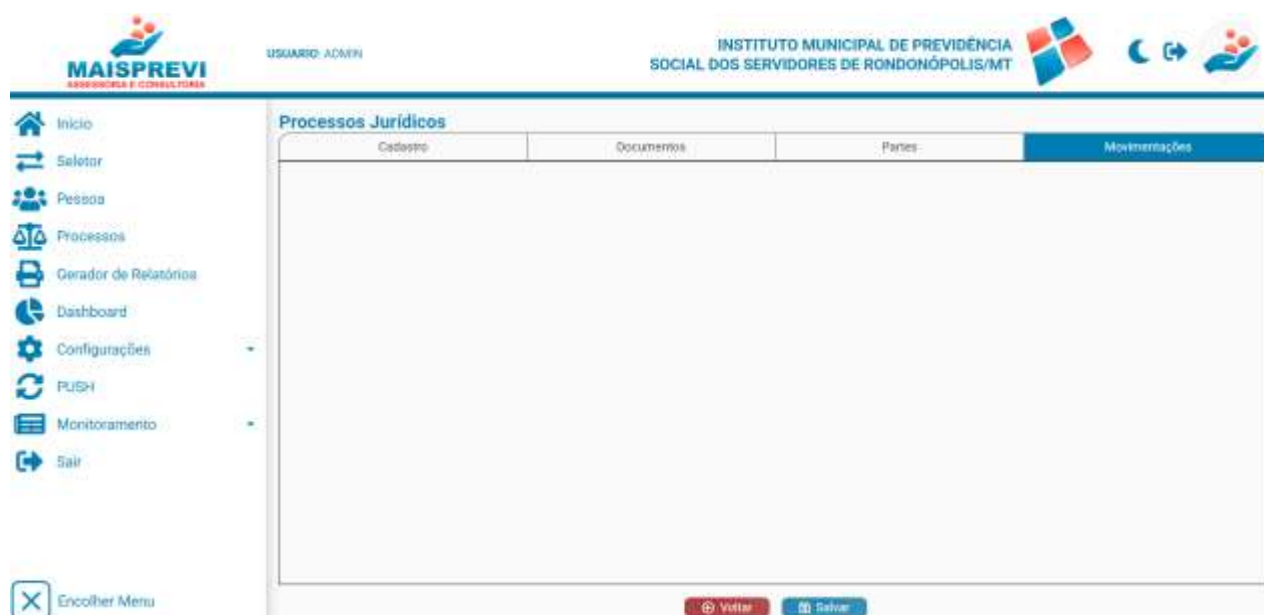 MAISPREVI
ASSESSORIA E CONSULTORIA
USUARIO: ADMIN
INSTITUTO MUNICIPAL DE PREVIDÊNCIA
SOCIAL DOS SERVIDORES DE RONDONÓPOLIS/MT
Início
Seletor
Pessoa
Processos
Gerador de Relatórios
Dashboard
Configurações
PUSH
Monitoramento
Sair
Encolher Menu
Processos Jurídicos
Cadastro Documentos Partes Movimentações
Voltar Salvar